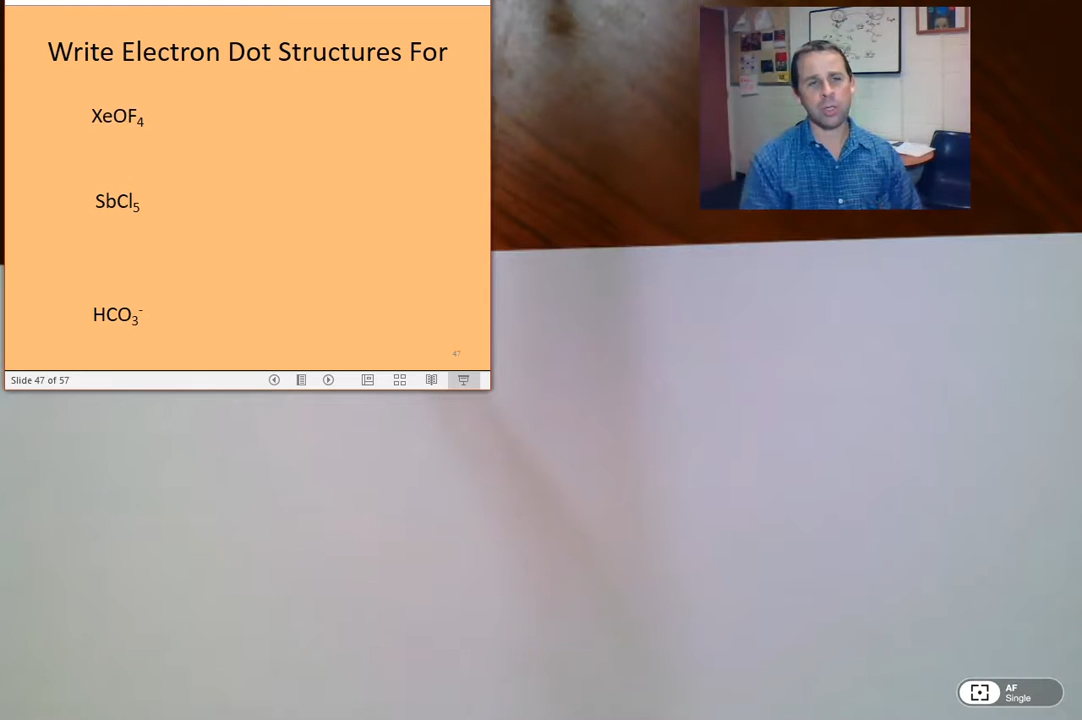 Write Electron Dot Structures For
XeOF₄
SbCl₅
HCO₃⁻
47
Slide 47 of 57
AF
Single